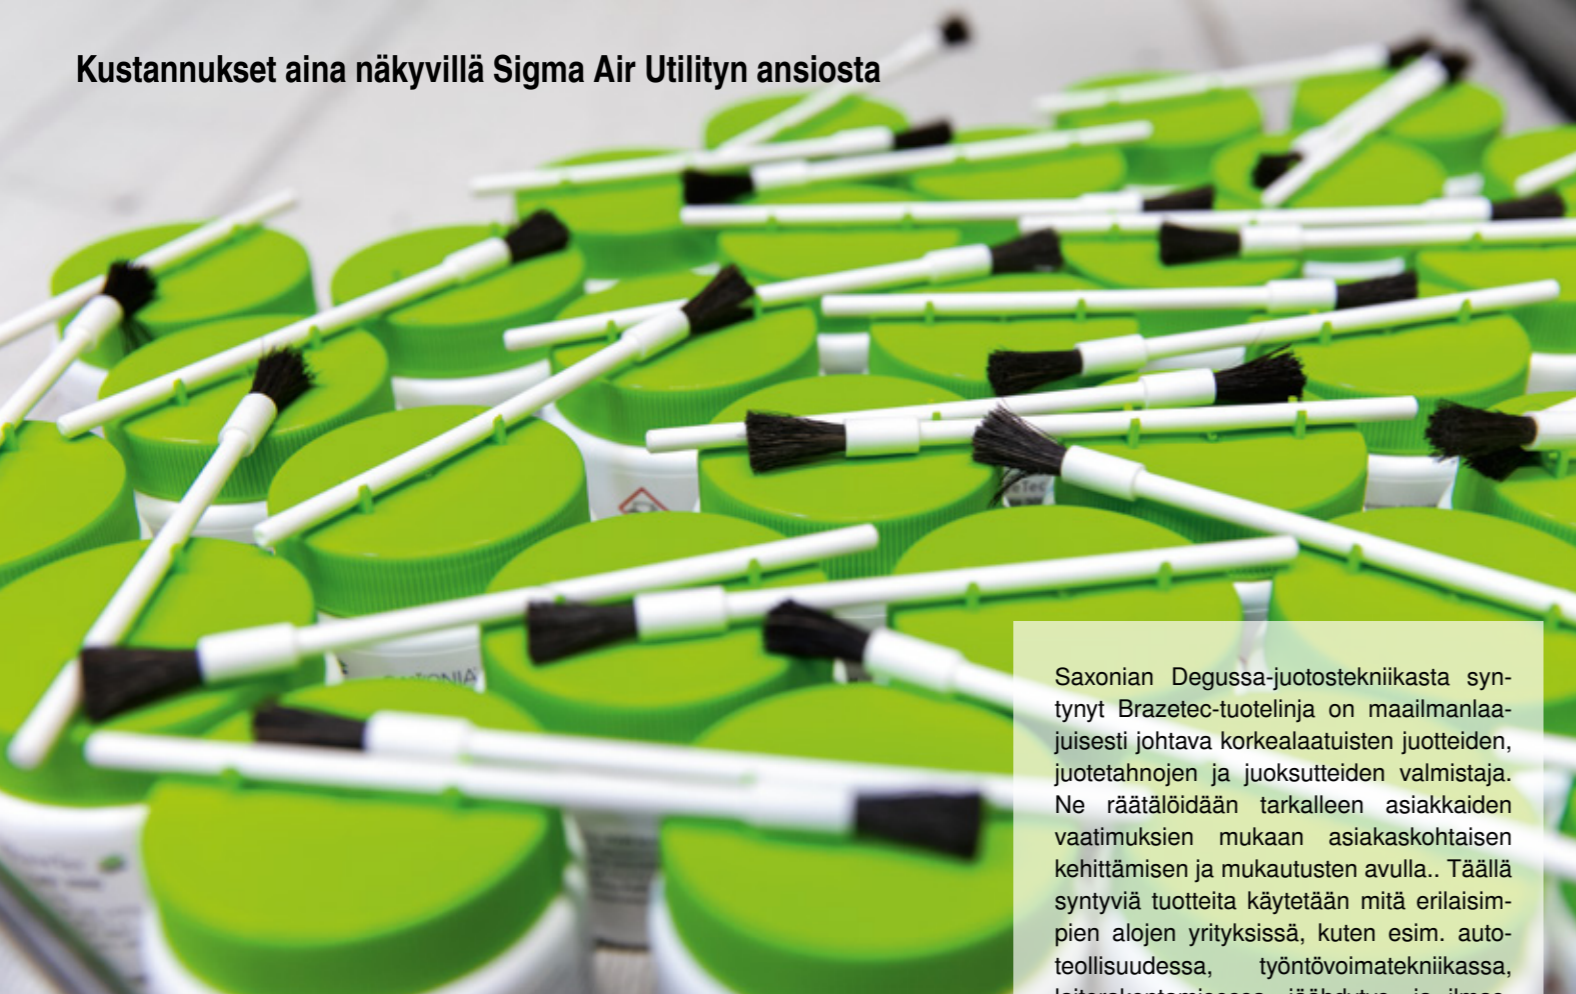 Kustannukset aina näkyvillä Sigma Air Utilityn ansiosta
Saxonian Degussa-juotostekniikasta syn-
tynyt Brazetec-tuotelinja on maailmanlaa-
juisesti johtava korkealaatuisten juotteiden,
juotetahnojen ja juoksutteiden valmistaja.
Ne räätälöidään tarkalleen asiakkaiden
vaatimuksien mukaan asiakaskohtaisen
kehittämisen ja mukautusten avulla.. Täällä
syntyviä tuotteita käytetään mitä erilaisim-
pien alojen yrityksissä, kuten esim. auto-
teollisuudessa, työntövoimatekniikassa,